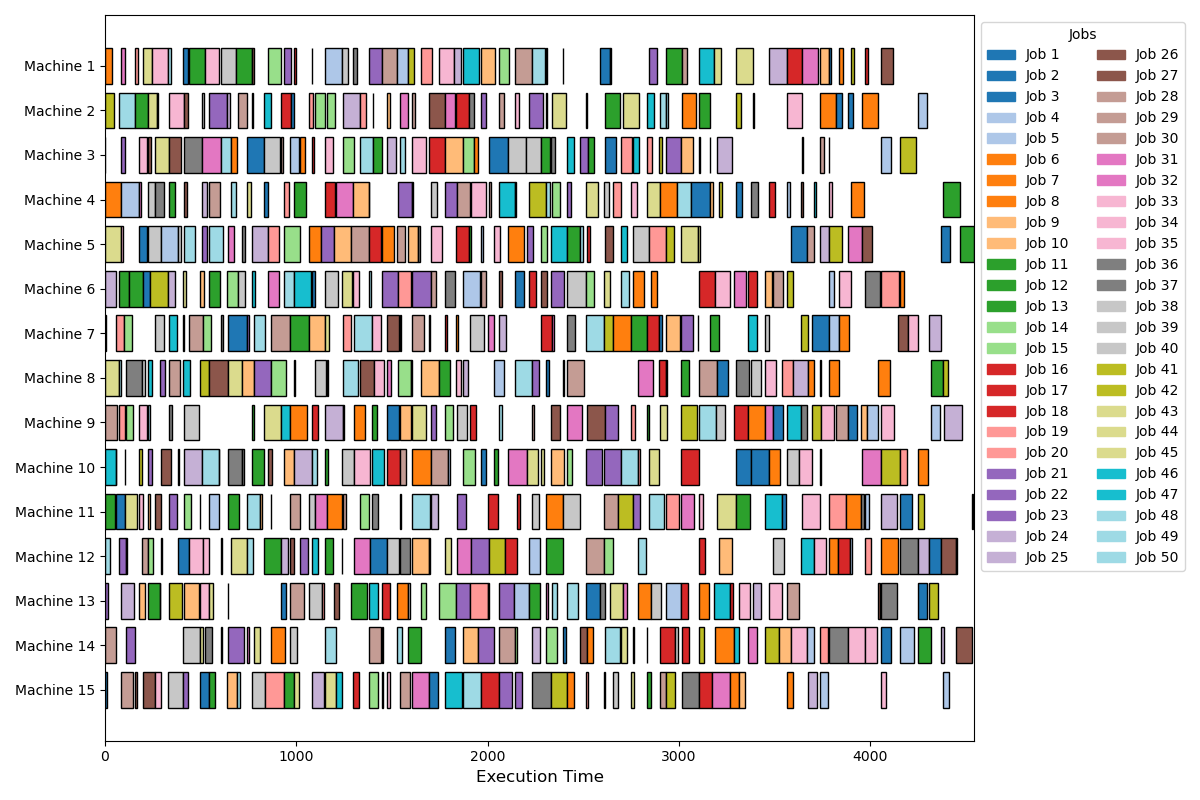 Machine 1
Machine 2
Machine 3
Machine 4
Machine 5
Machine 6
Machine 7
Machine 8
Machine 9
Machine 10
Machine 11
Machine 12
Machine 13
Machine 14
Machine 15
0 1000 2000 3000 4000
Execution Time
Jobs
Job 1
Job 2
Job 3
Job 4
Job 5
Job 6
Job 7
Job 8
Job 9
Job 10
Job 11
Job 12
Job 13
Job 14
Job 15
Job 16
Job 17
Job 18
Job 19
Job 20
Job 21
Job 22
Job 23
Job 24
Job 25
Job 26
Job 27
Job 28
Job 29
Job 30
Job 31
Job 32
Job 33
Job 34
Job 35
Job 36
Job 37
Job 38
Job 39
Job 40
Job 41
Job 42
Job 43
Job 44
Job 45
Job 46
Job 47
Job 48
Job 49
Job 50